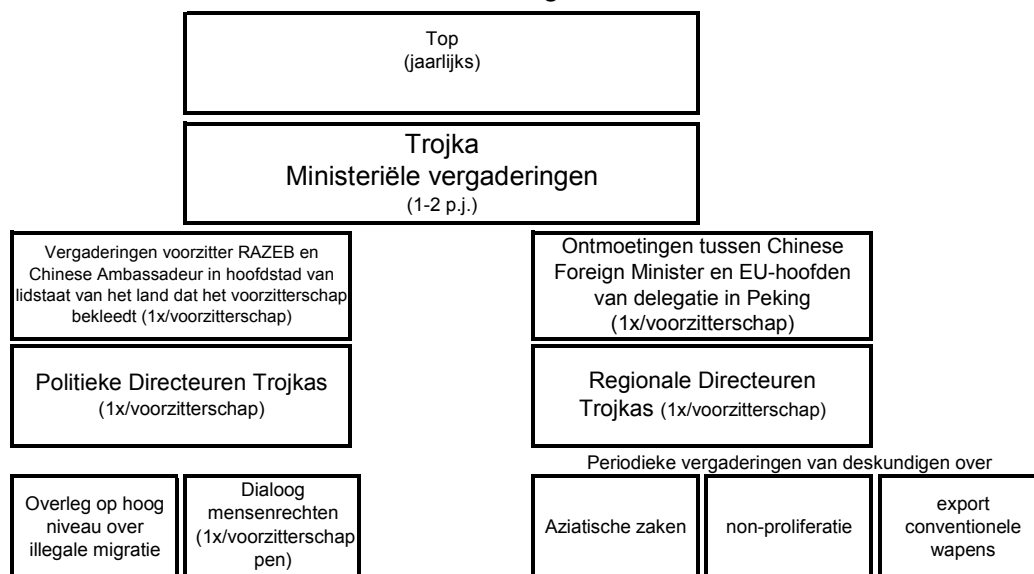 Top
(jaarlijks)
Trojka
Ministeriële vergaderingen
(1-2 p.j.)
Vergaderingen voorzitter RAZEB en
Chinese Ambassadeur in hoofdstad van
lidstaat van het land dat het voorzitterschap
bekleedt (1x/voorzitterschap)
Ontmoetingen tussen Chinese
Foreign Minister en EU-hoofden
van delegatie in Peking
(1x/voorzitterschap)
Politieke Directeuren Trojkas
(1x/voorzitterschap)
Regionale Directeuren
Trojkas (1x/voorzitterschap)
Periodieke vergaderingen van deskundigen over
Overleg op hoog
niveau over
illegale migratie
Dialoog
mensenrechten
(1x/voorzitterschap
pen)
Aziatische zaken
non-proliferatie
export
conventionele
wapens